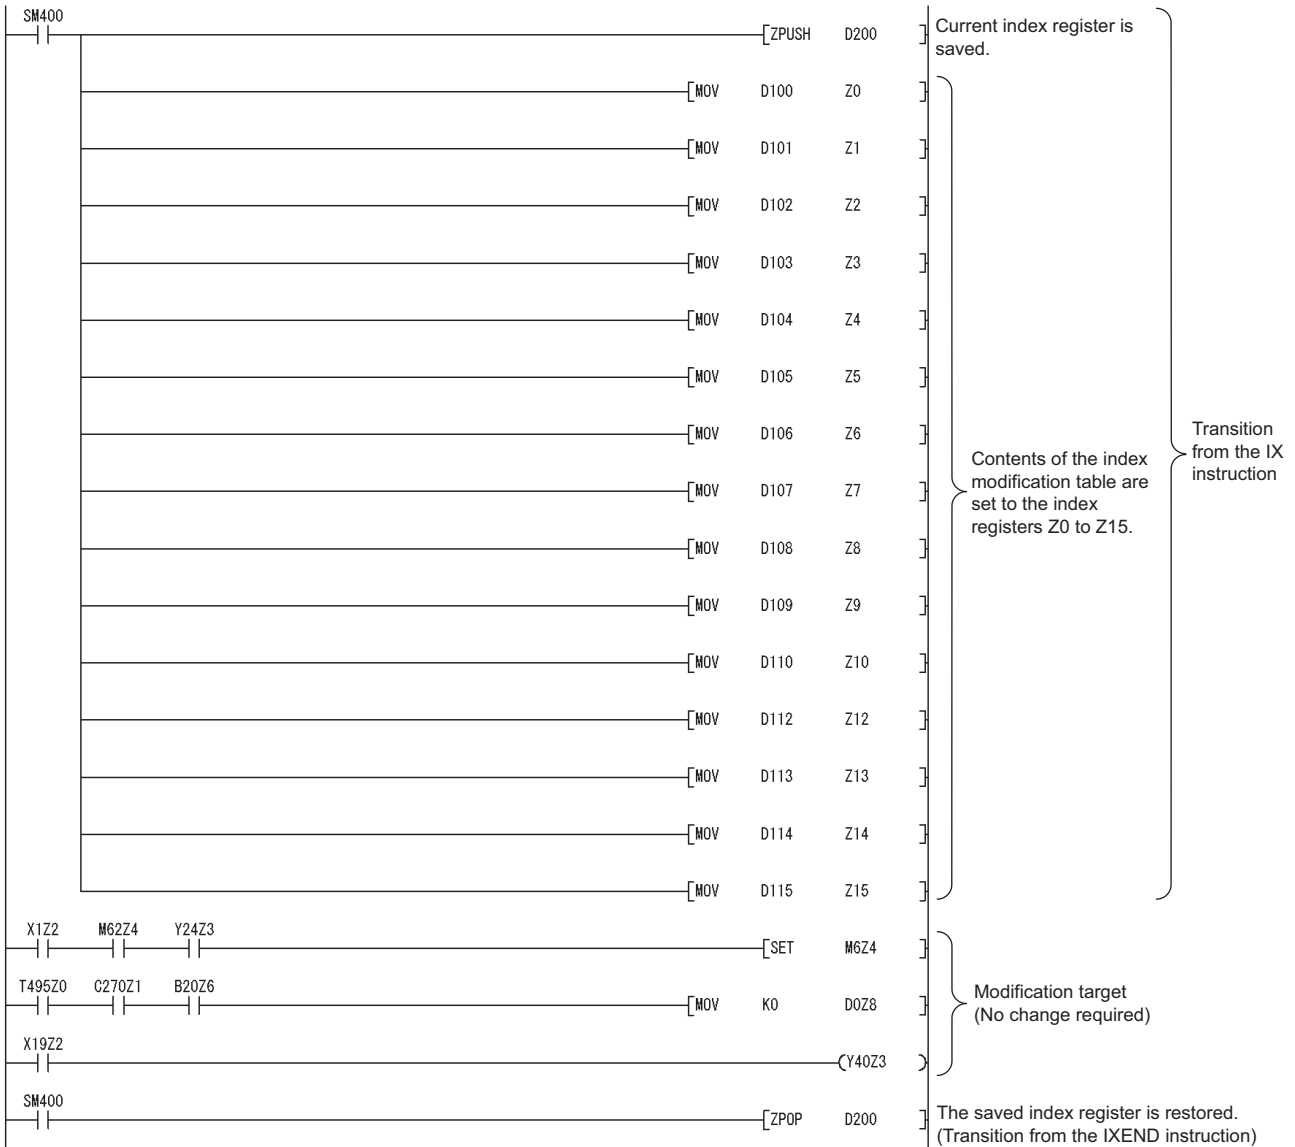 SM400
ZPUSH D200
Current index register is
saved.
MOV D100 Z0
MOV D101 Z1
MOV D102 Z2
MOV D103 Z3
MOV D104 Z4
MOV D105 Z5
MOV D106 Z6
MOV D107 Z7
MOV D108 Z8
MOV D109 Z9
MOV D110 Z10
MOV D112 Z12
MOV D113 Z13
MOV D114 Z14
MOV D115 Z15
Contents of the index
modification table are
set to the index
registers Z0 to Z15.
Transition
from the IX
instruction
X1Z2 M62Z4 Y24Z3
SET M6Z4
T495Z0 C270Z1 B20Z6
MOV K0 D0Z8
X19Z2
Y40Z3
Modification target
(No change required)
SM400
ZPOP D200
The saved index register is restored.
(Transition from the IXEND instruction)